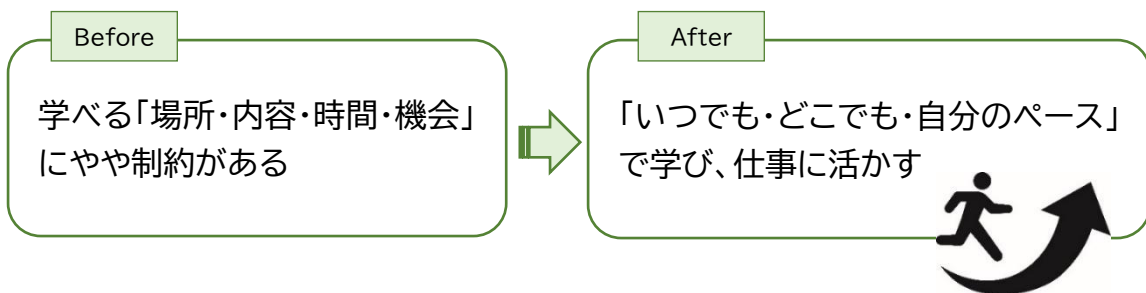 Before
学べる「場所・内容・時間・機会」
にやや制約がある
After
「いつでも・どこでも・自分のペース」
で学び、仕事に活かす